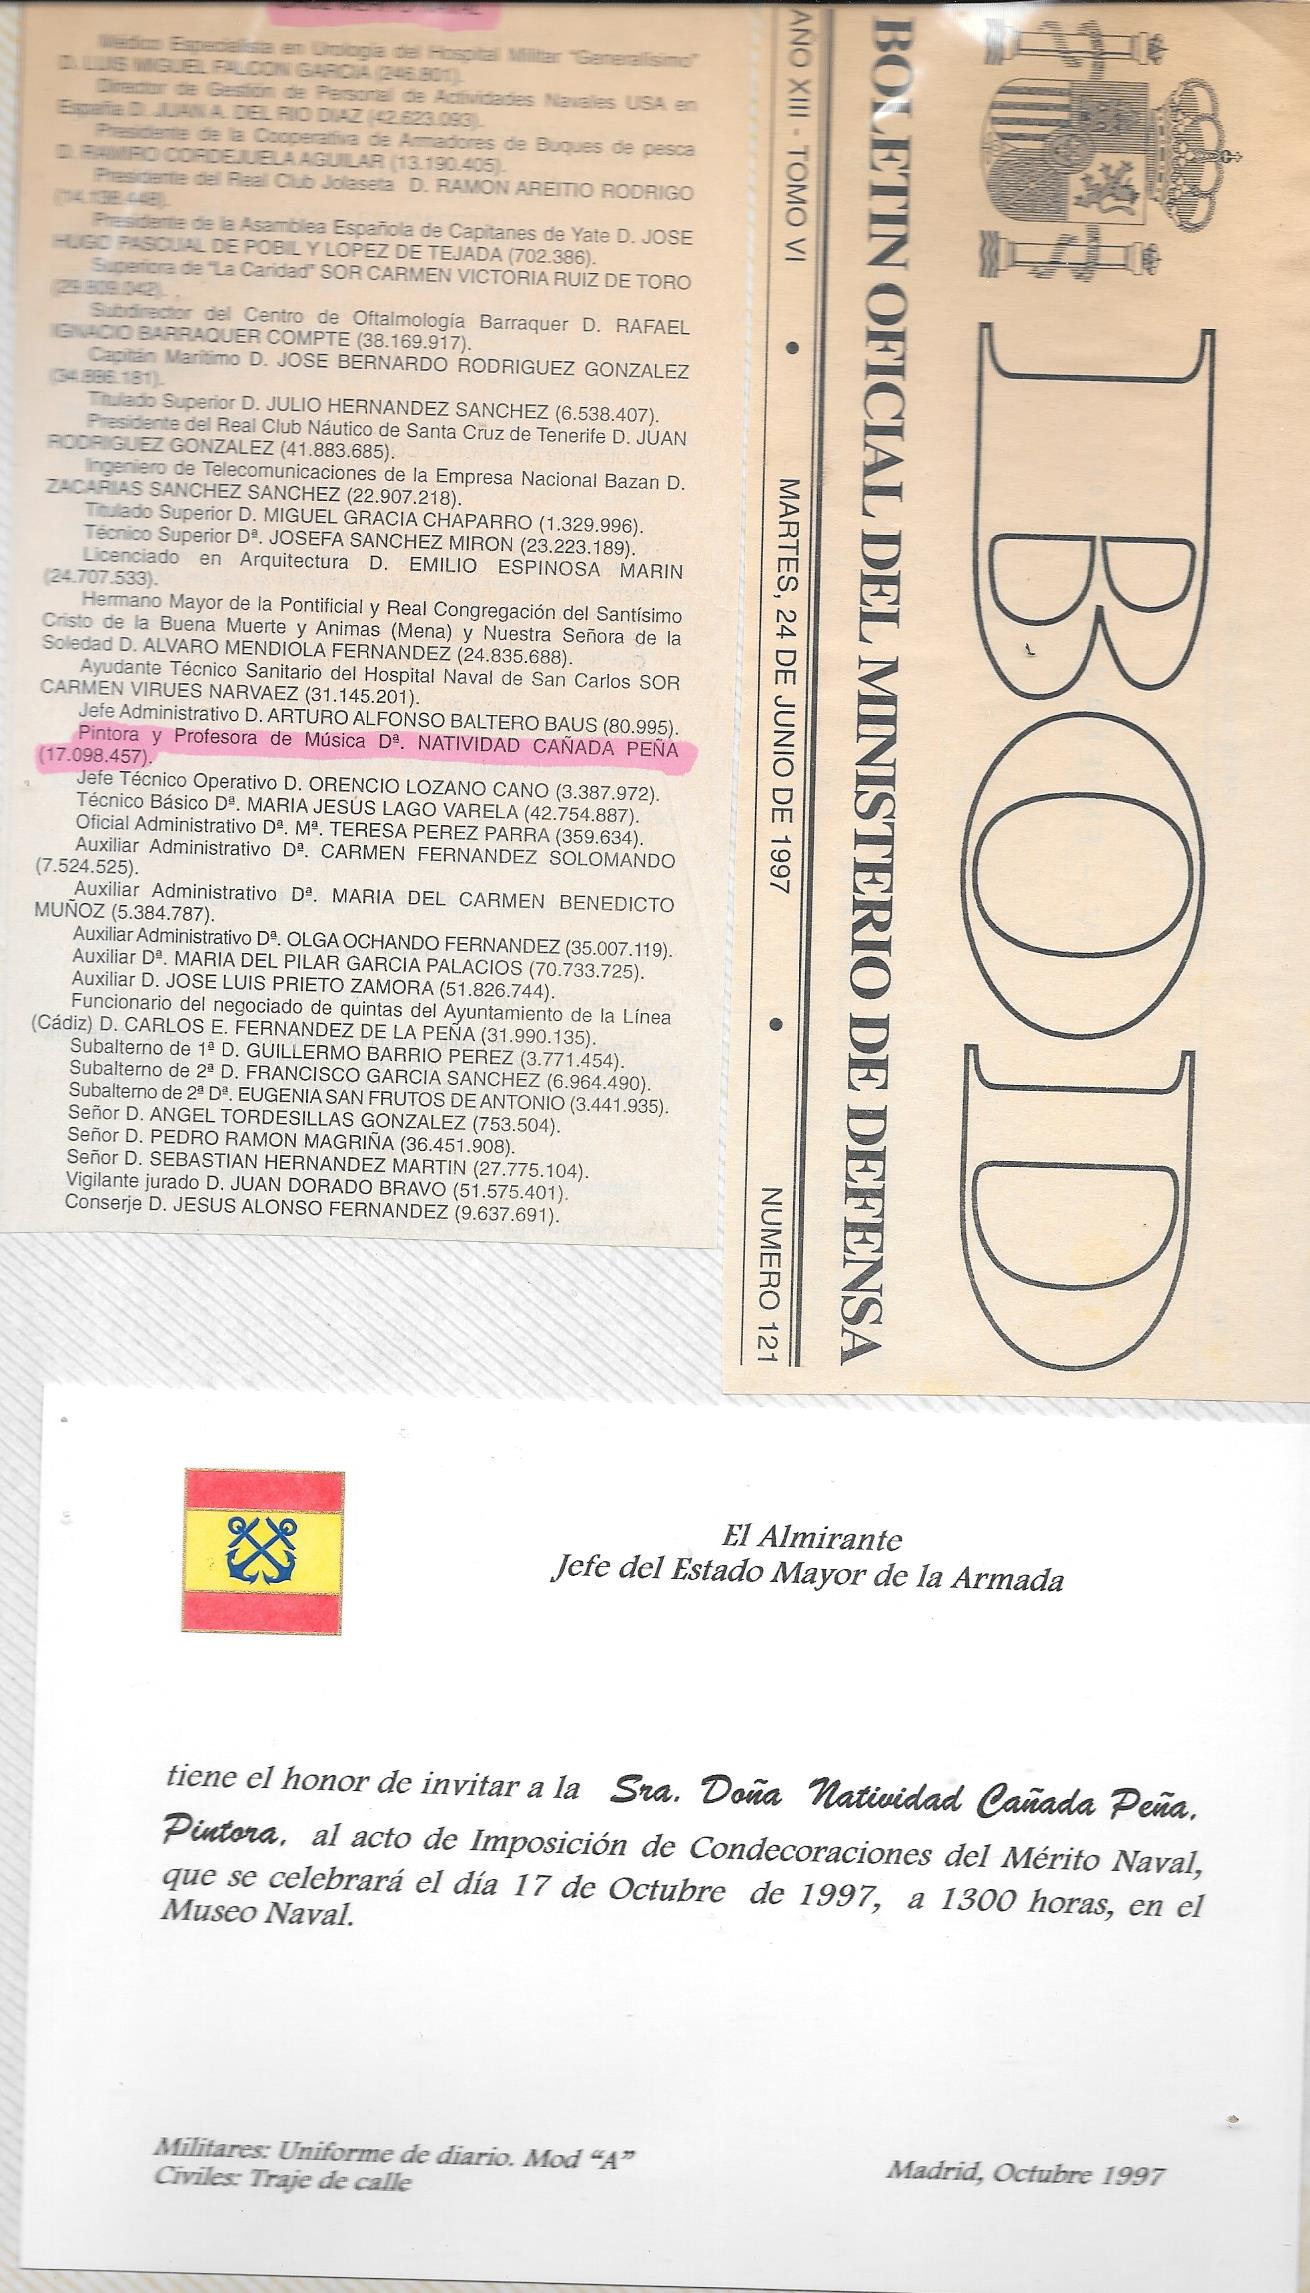 CRUZ MERITO NAVAL
Médico Especialista en Urología del Hospital Militar "Generalísimo"
D. LUIS MIGUEL FALCON GARCIA (246.801).
Director de Gestión de Personal de Actividades Navales USA en
España D. JUAN A. DEL RIO DIAZ (42.623.093).
Presidente de la Cooperativa de Armadores de Buques de pesca
D. RAMIRO CORDEJUELA AGUILAR (13.190.405).
Presidente del Real Club Jolaseta D. RAMON AREITIO RODRIGO
(14.138.448).
Presidente de la Asamblea Española de Capitanes de Yate D. JOSE
HUGO PASCUAL DE POBIL Y LOPEZ DE TEJADA (702.386).
Superiora de "La Caridad" SOR CARMEN VICTORIA RUIZ DE TORO
(29.809.042).
Subdirector del Centro de Oftalmología Barraquer D. RAFAEL
IGNACIO BARRAQUER COMPTE (38.169.917).
Capitán Marítimo D. JOSE BERNARDO RODRIGUEZ GONZALEZ
(34.886.181).
Titulado Superior D. JULIO HERNANDEZ SANCHEZ (6.538.407).
Presidente del Real Club Náutico de Santa Cruz de Tenerife D. JUAN
RODRIGUEZ GONZALEZ (41.883.685).
Ingeniero de Telecomunicaciones de la Empresa Nacional Bazan D.
ZACARIAS SANCHEZ SANCHEZ (22.907.218).
Titulado Superior D. MIGUEL GRACIA CHAPARRO (1.329.996).
Técnico Superior Dª. JOSEFA SANCHEZ MIRON (23.223.189).
Licenciado en Arquitectura D. EMILIO ESPINOSA MARIN
(24.707.533).
Hermano Mayor de la Pontificial y Real Congregación del Santísimo
Cristo de la Buena Muerte y Animas (Mena) y Nuestra Señora de la
Soledad D. ALVARO MENDIOLA FERNANDEZ (24.835.688).
Ayudante Técnico Sanitario del Hospital Naval de San Carlos SOR
CARMEN VIRUES NARVAEZ (31.145.201).
Jefe Administrativo D. ARTURO ALFONSO BALTERO BAUS (80.995).
Pintora y Profesora de Música Dª. NATIVIDAD CAÑADA PEÑA
(17.098.457).
Jefe Técnico Operativo D. ORENCIO LOZANO CANO (3.387.972).
Técnico Básico Dª. MARIA JESÚS LAGO VARELA (42.754.887).
Oficial Administrativo Dª. Mª. TERESA PEREZ PARRA (359.634).
Auxiliar Administrativo Dª. CARMEN FERNANDEZ SOLOMANDO
(7.524.525).
Auxiliar Administrativo Dª. MARIA DEL CARMEN BENEDICTO
MUÑOZ (5.384.787).
Auxiliar Administrativo Dª. OLGA OCHANDO FERNANDEZ (35.007.119).
Auxiliar Dª. MARIA DEL PILAR GARCIA PALACIOS (70.733.725).
Auxiliar D. JOSE LUIS PRIETO ZAMORA (51.826.744).
Funcionario del negociado de quintas del Ayuntamiento de la Línea
(Cádiz) D. CARLOS E. FERNANDEZ DE LA PEÑA (31.990.135).
Subalterno de 1ª D. GUILLERMO BARRIO PEREZ (3.771.454).
Subalterno de 2ª D. FRANCISCO GARCIA SANCHEZ (6.964.490).
Subalterno de 2ª Dª. EUGENIA SAN FRUTOS DE ANTONIO (3.441.935).
Señor D. ANGEL TORDESILLAS GONZALEZ (753.504).
Señor D. PEDRO RAMON MAGRIÑA (36.451.908).
Señor D. SEBASTIAN HERNANDEZ MARTIN (27.775.104).
Vigilante jurado D. JUAN DORADO BRAVO (51.575.401).
Conserje D. JESUS ALONSO FERNANDEZ (9.637.691).
BOD
BOLETIN OFICIAL DEL MINISTERIO DE DEFENSA
AÑO XIII - TOMO VI • MARTES, 24 DE JUNIO DE 1997 • NUMERO 121
El Almirante
Jefe del Estado Mayor de la Armada
tiene el honor de invitar a la Sra. Doña Natividad Cañada Peña.
Pintora. al acto de Imposición de Condecoraciones del Mérito Naval,
que se celebrará el día 17 de Octubre de 1997, a 1300 horas, en el
Museo Naval.
Militares: Uniforme de diario. Mod "A"
Civiles: Traje de calle
Madrid, Octubre 1997